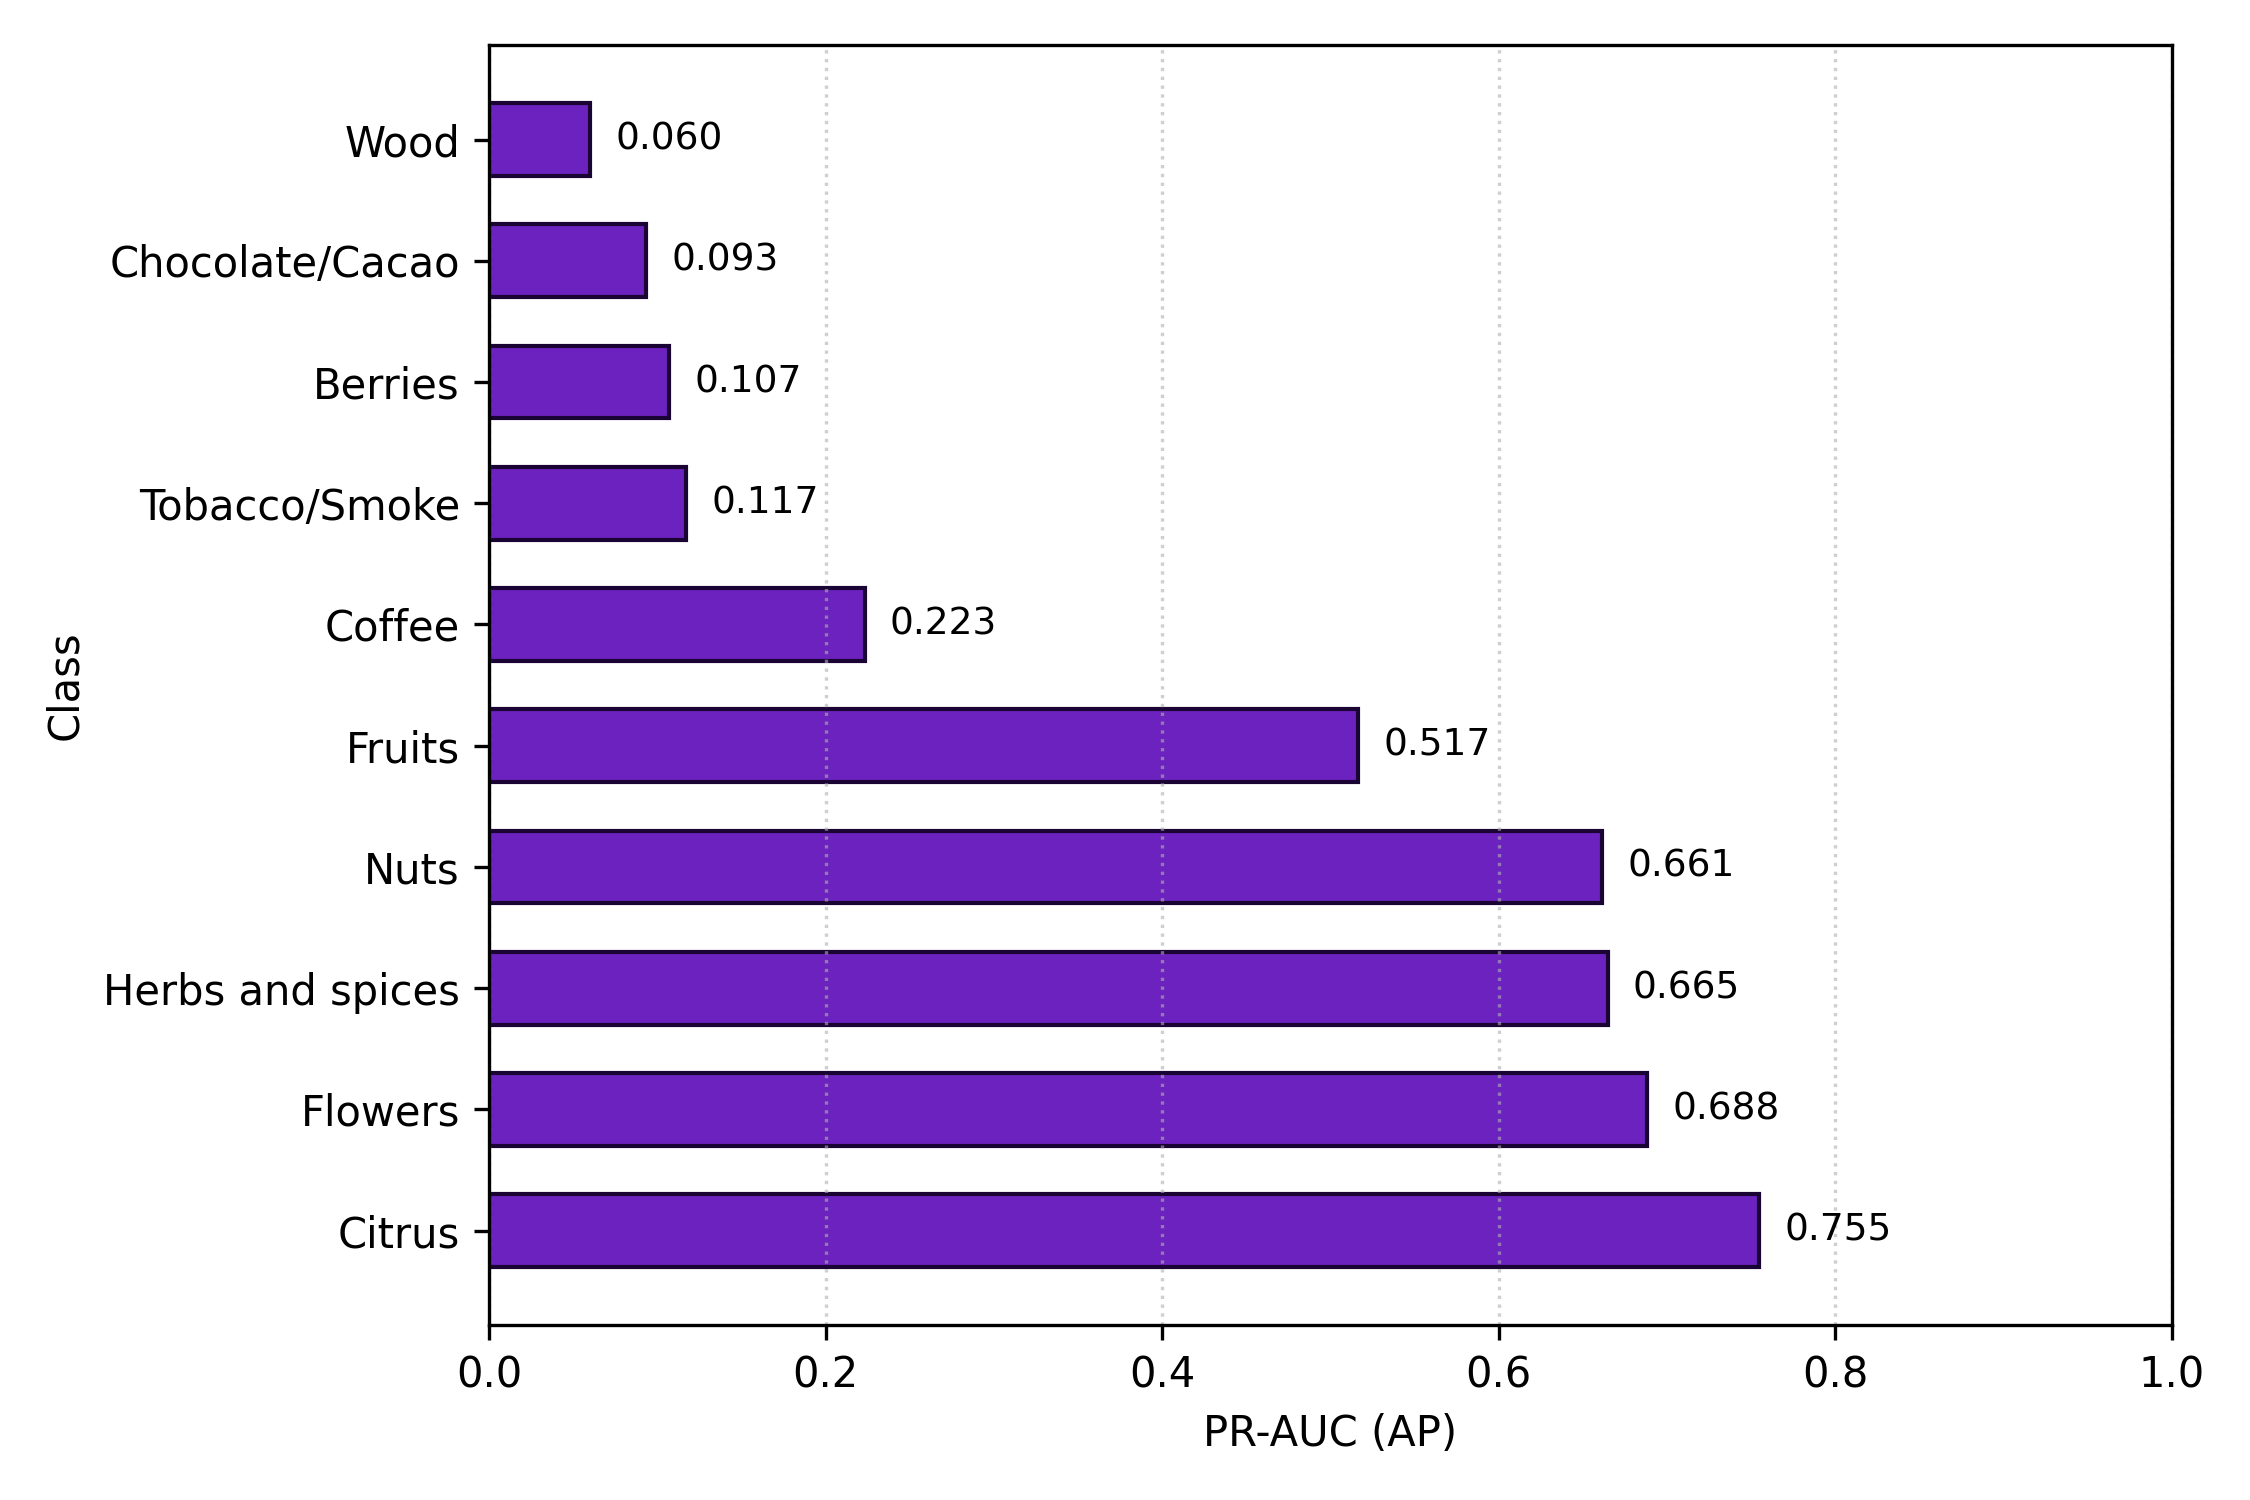 Wood 0.060
Chocolate/Cacao 0.093
Berries 0.107
Tobacco/Smoke 0.117
Coffee 0.223
Fruits 0.517
Nuts 0.661
Herbs and spices 0.665
Flowers 0.688
Citrus 0.755
Class
0.0 0.2 0.4 0.6 0.8 1.0
PR-AUC (AP)